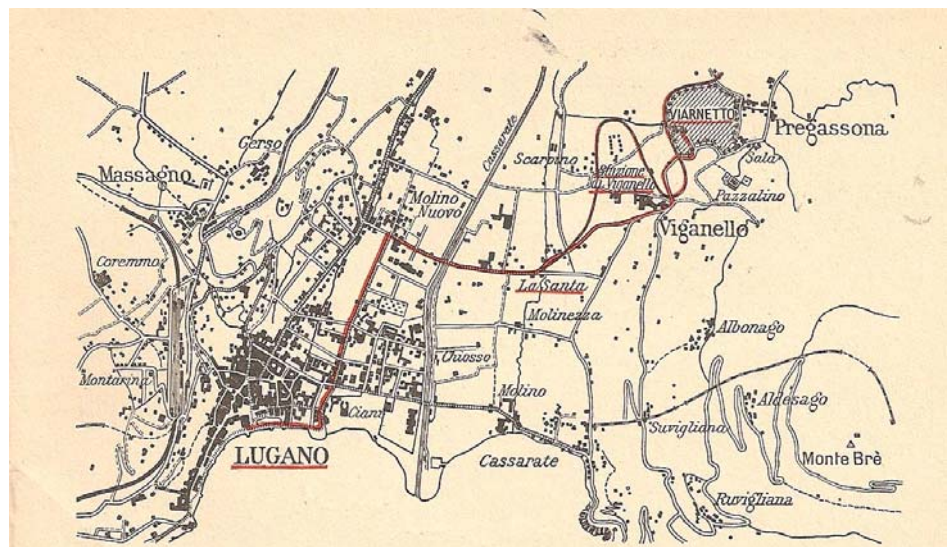 Massagno
Gerso
Coremmo
Montarina
LUGANO
Molino
Nuovo
Cassarate
Scarpino
Stazione
di Viganello
VIARNETTO
Pregassona
Sala
Pazzalino
Viganello
La Santa
Molinezza
Chiosso
Ciani
Molino
Cassarate
Albonago
Suvigliana
Aldesago
Monte Brè
Ruvigliana